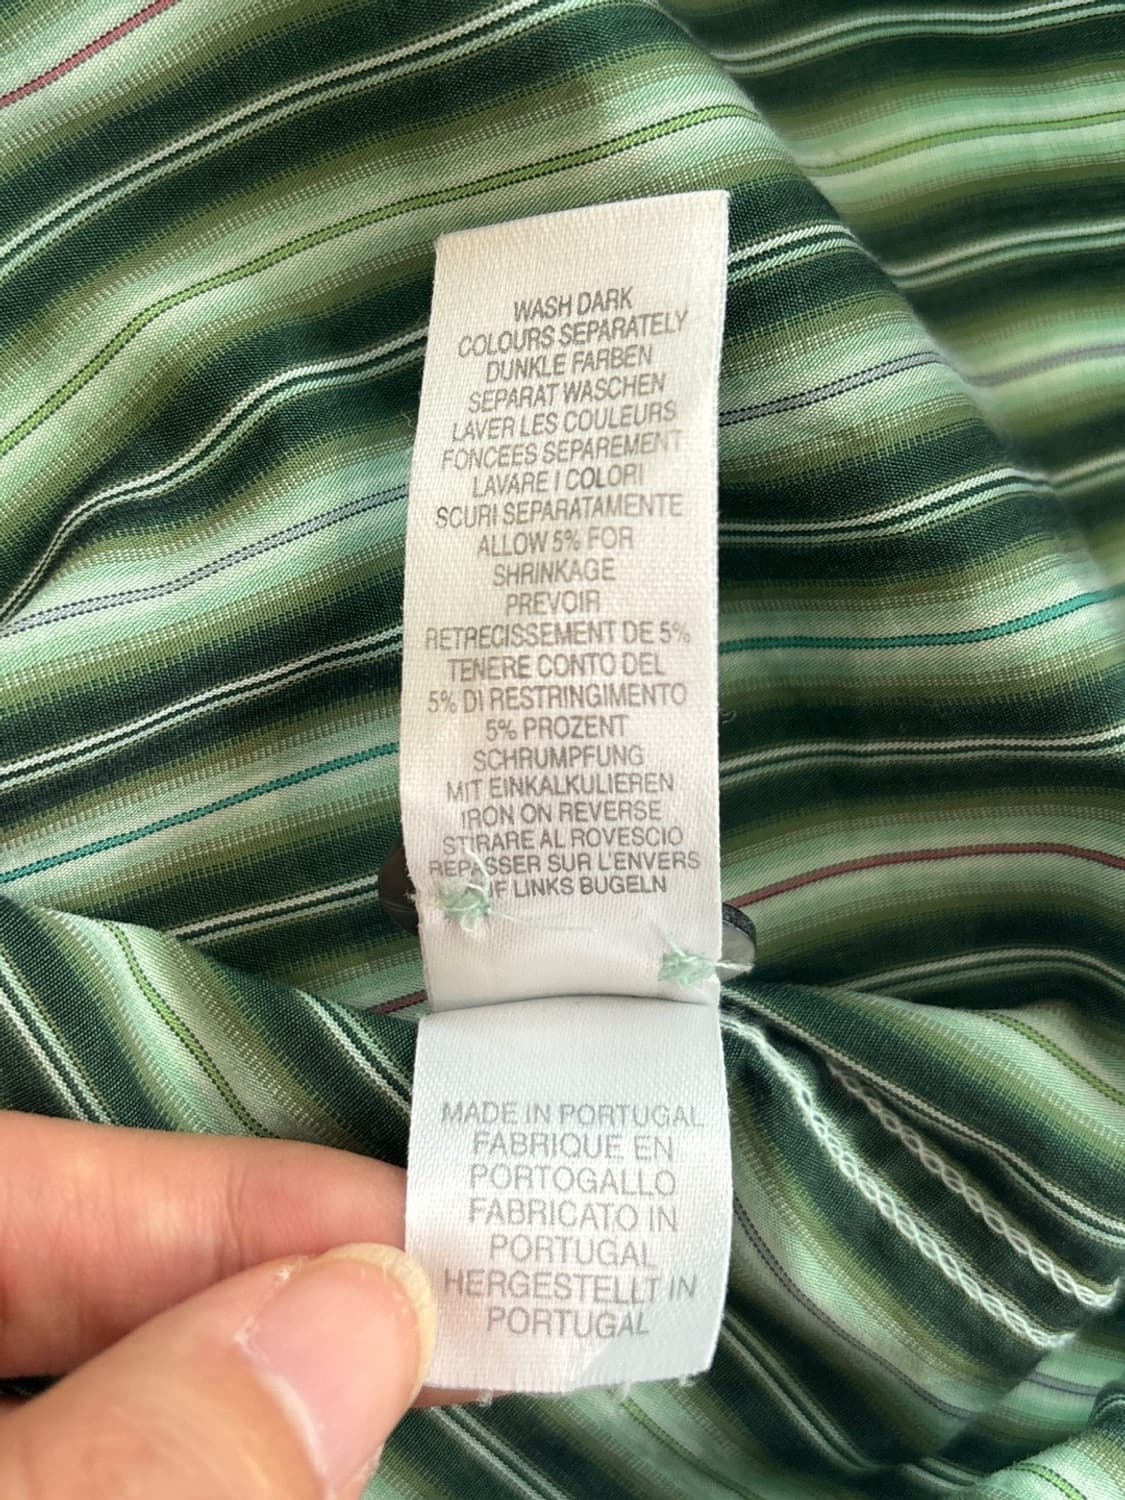 WASH DARK
COLOURS SEPARATELY
DUNKLE FARBEN
SEPARAT WASCHEN
LAVER LES COULEURS
FONCEES SEPAREMENT
LAVARE I COLORI
SCURI SEPARATAMENTE
ALLOW 5% FOR
SHRINKAGE
PREVOIR
RETRECISSEMENT DE 5%
TENERE CONTO DEL
5% DI RESTRINGIMENTO
5% PROZENT
SCHRUMPFUNG
MIT EINKALKULIEREN
IRON ON REVERSE
STIRARE AL ROVESCIO
REPASSER SUR L'ENVERS
LINKS BUGELN
MADE IN PORTUGAL
FABRIQUE EN
PORTOGALLO
FABRICATO IN
PORTUGAL
HERGESTELLT IN
PORTUGAL